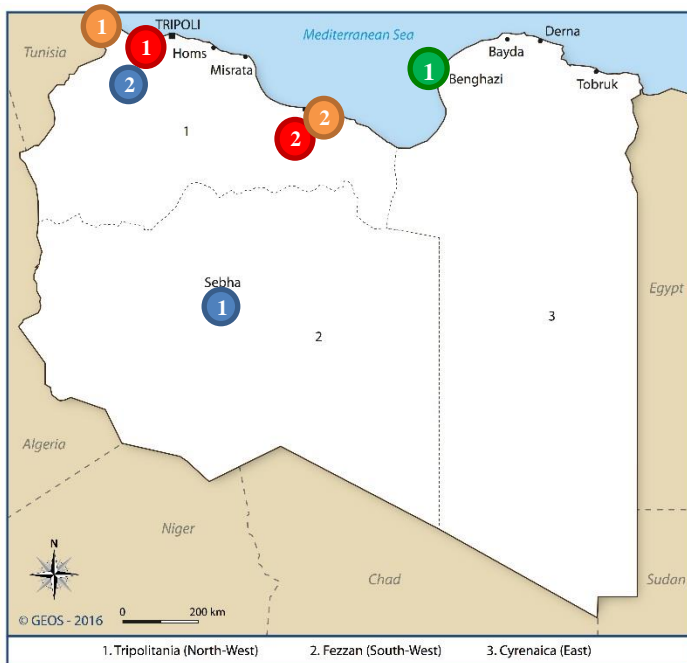 1
TRIPOLI
Mediterranean Sea
Derna
Tunisia
1
Homs
Bayda
Misrata
1
Benghazi
2
Tobruk
2
1
2
Sebha
1
Egypt
3
2
Algeria
Niger
N
Chad
Sudan
© GEOS - 2016
0 200 km
1. Tripolitania (North-West) 2. Fezzan (South-West) 3. Cyrenaica (East)